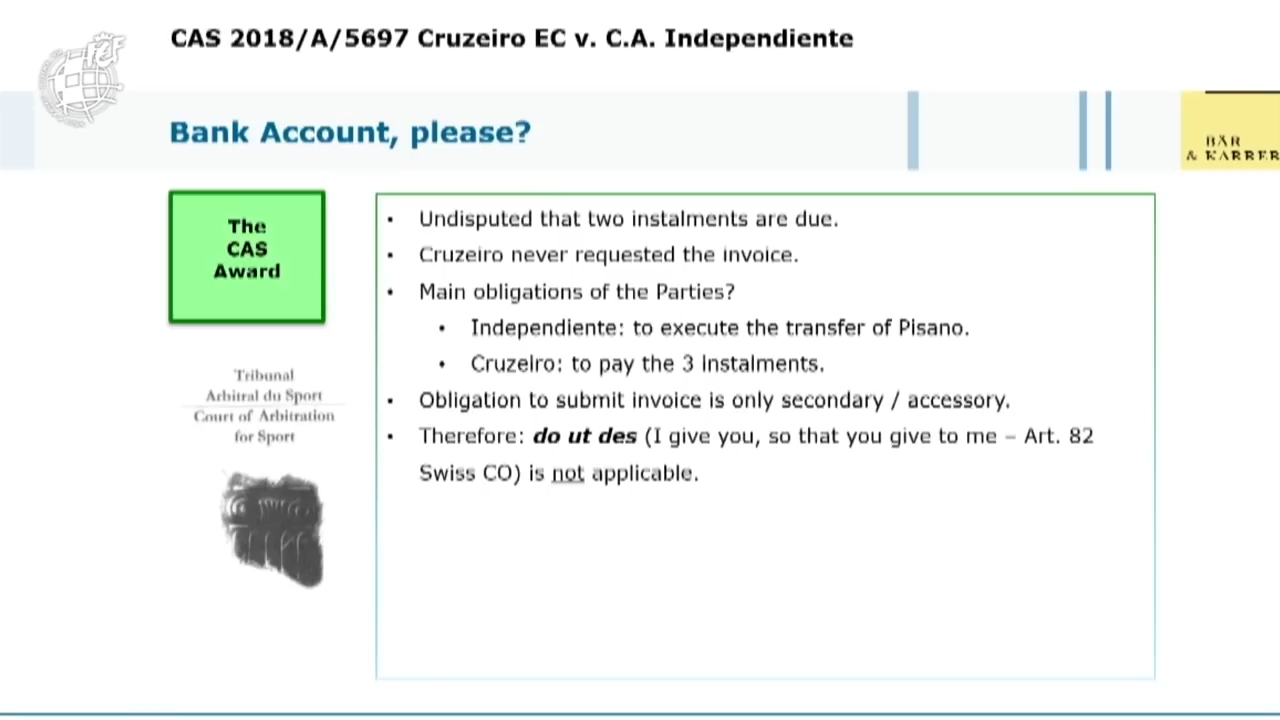 CAS 2018/A/5697 Cruzeiro EC v. C.A. Independiente
Bank Account, please?
BÄR
& KARRER
The
CAS
Award
• Undisputed that two instalments are due.
• Cruzeiro never requested the invoice.
• Main obligations of the Parties?
• Independiente: to execute the transfer of Pisano.
• Cruzeiro: to pay the 3 instalments.
• Obligation to submit invoice is only secondary / accessory.
• Therefore: do ut des (I give you, so that you give to me – Art. 82
Swiss CO) is not applicable.
Tribunal
Arbitral du Sport
Court of Arbitration
for Sport